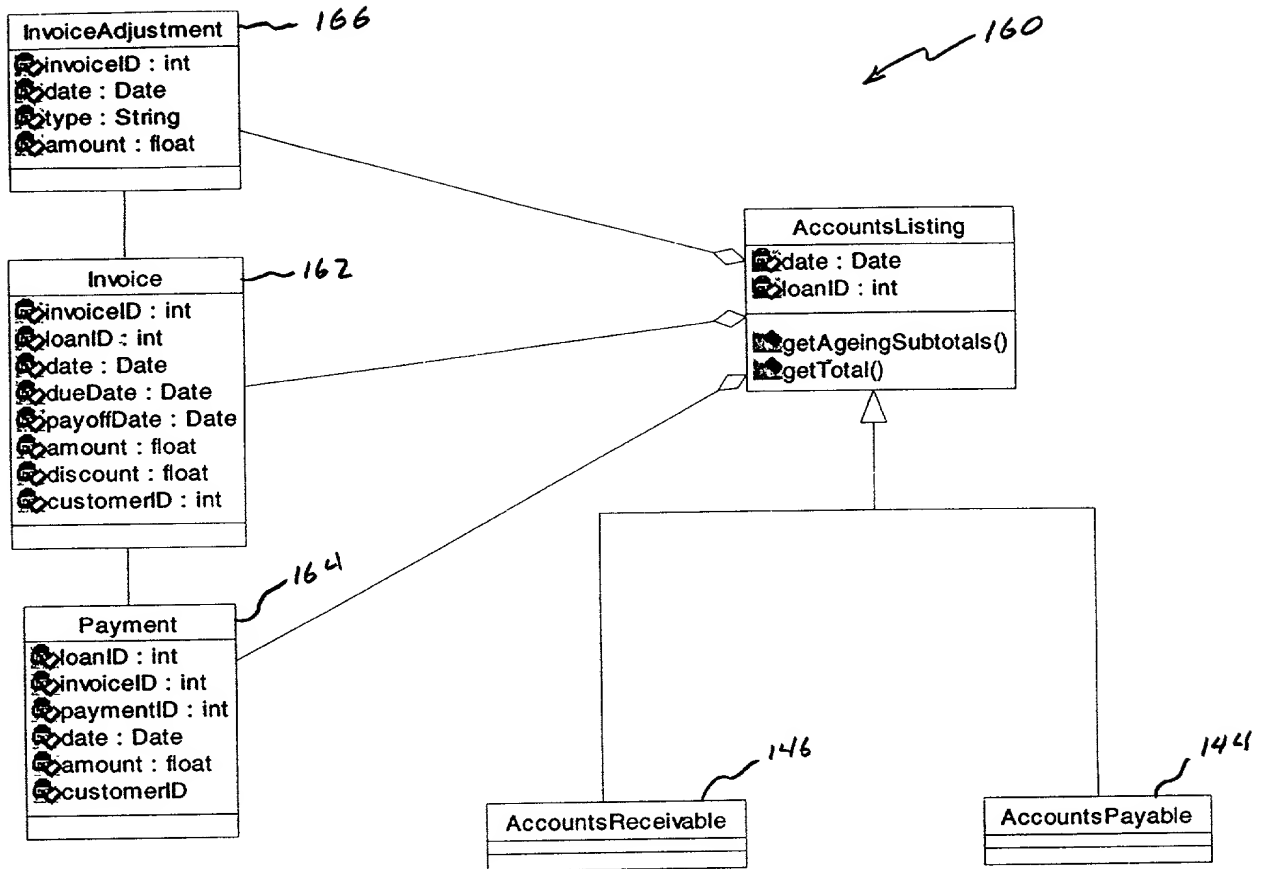 InvoiceAdjustment
invoiceID : int
date : Date
type : String
amount : float
166
160
Invoice
invoiceID : int
loanID : int
date : Date
dueDate : Date
payoffDate : Date
amount : float
discount : float
customerID : int
162
AccountsListing
date : Date
loanID : int
getAgeingSubtotals()
getTotal()
Payment
loanID : int
invoiceID : int
paymentID : int
date : Date
amount : float
customerID
164
AccountsReceivable
146
AccountsPayable
144